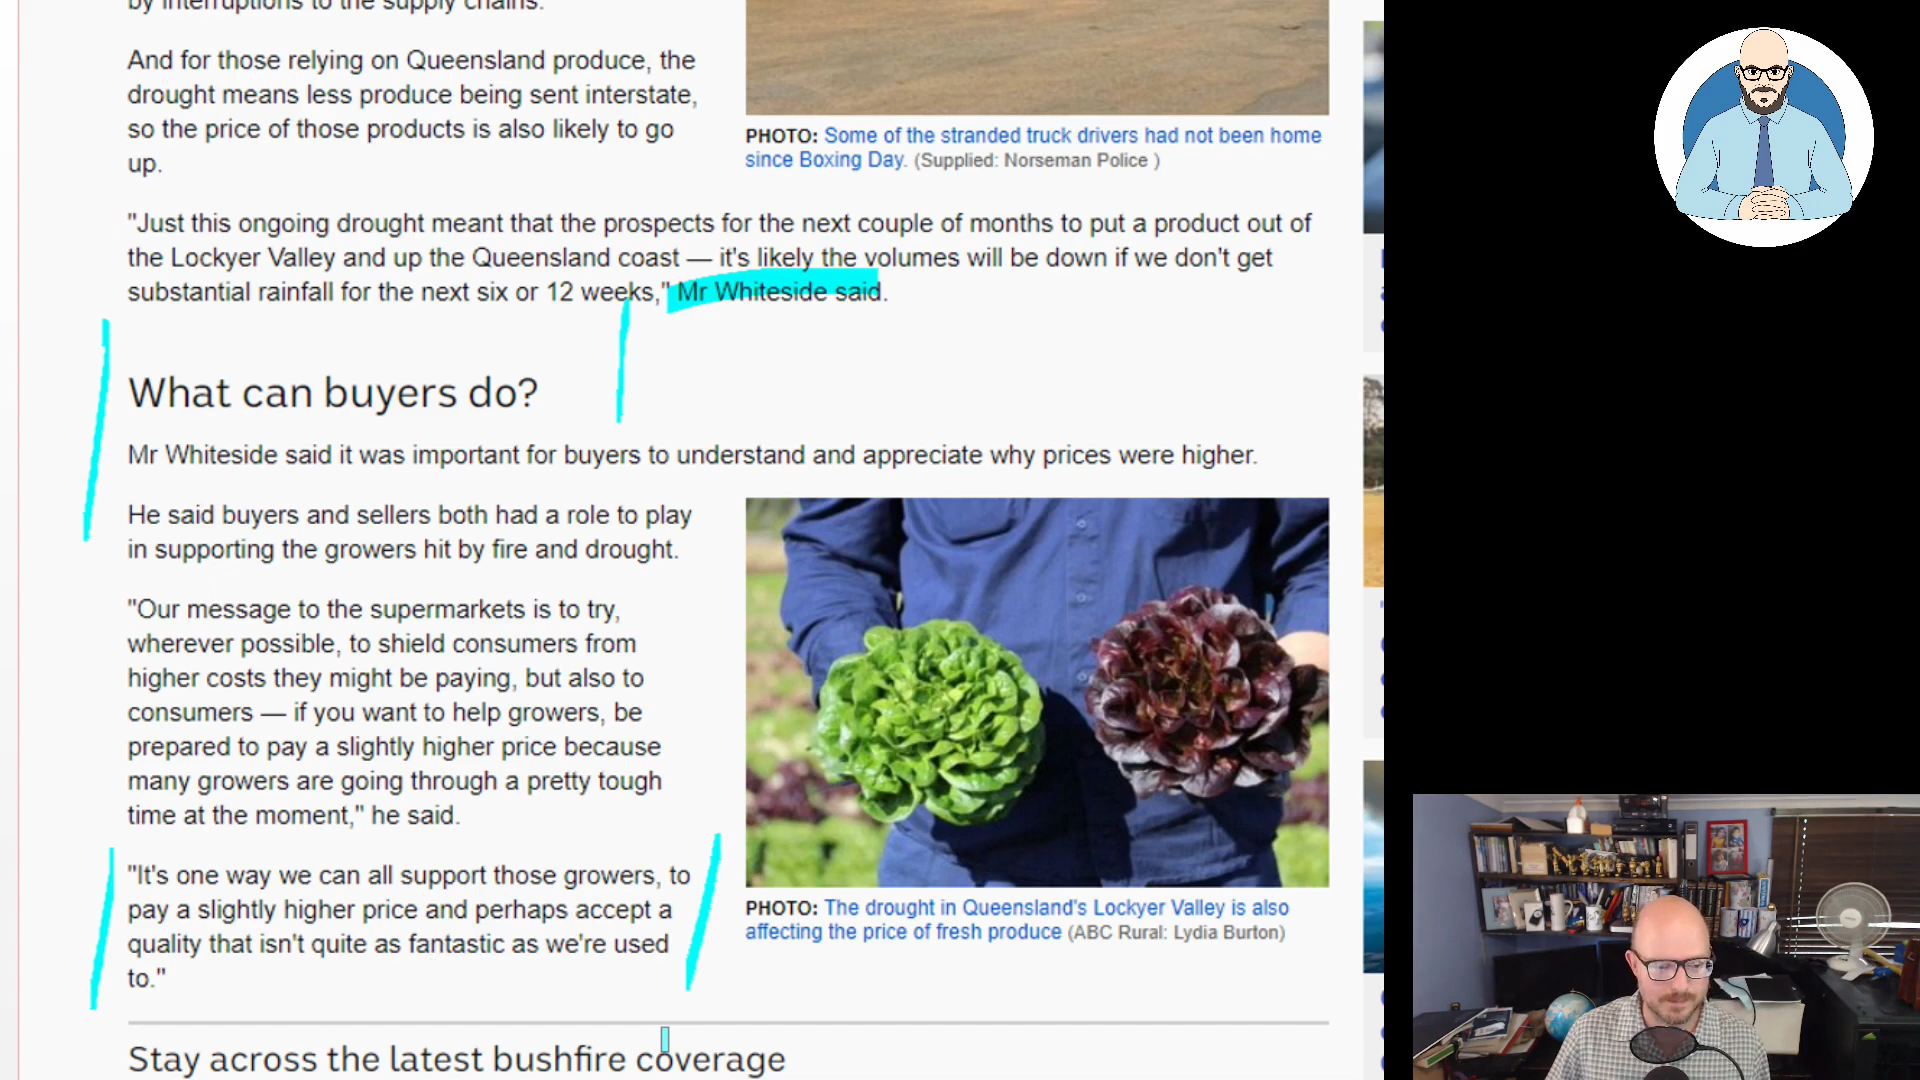 by interruptions to the supply chains.
And for those relying on Queensland produce, the
drought means less produce being sent interstate,
so the price of those products is also likely to go
up.
PHOTO: Some of the stranded truck drivers had not been home
since Boxing Day. (Supplied: Norseman Police )
"Just this ongoing drought meant that the prospects for the next couple of months to put a product out of
the Lockyer Valley and up the Queensland coast — it's likely the volumes will be down if we don't get
substantial rainfall for the next six or 12 weeks," Mr Whiteside said.
What can buyers do?
Mr Whiteside said it was important for buyers to understand and appreciate why prices were higher.
He said buyers and sellers both had a role to play
in supporting the growers hit by fire and drought.
"Our message to the supermarkets is to try,
wherever possible, to shield consumers from
higher costs they might be paying, but also to
consumers — if you want to help growers, be
prepared to pay a slightly higher price because
many growers are going through a pretty tough
time at the moment," he said.
"It's one way we can all support those growers, to
pay a slightly higher price and perhaps accept a
quality that isn't quite as fantastic as we're used
to."
PHOTO: The drought in Queensland's Lockyer Valley is also
affecting the price of fresh produce (ABC Rural: Lydia Burton)
Stay across the latest bushfire coverage